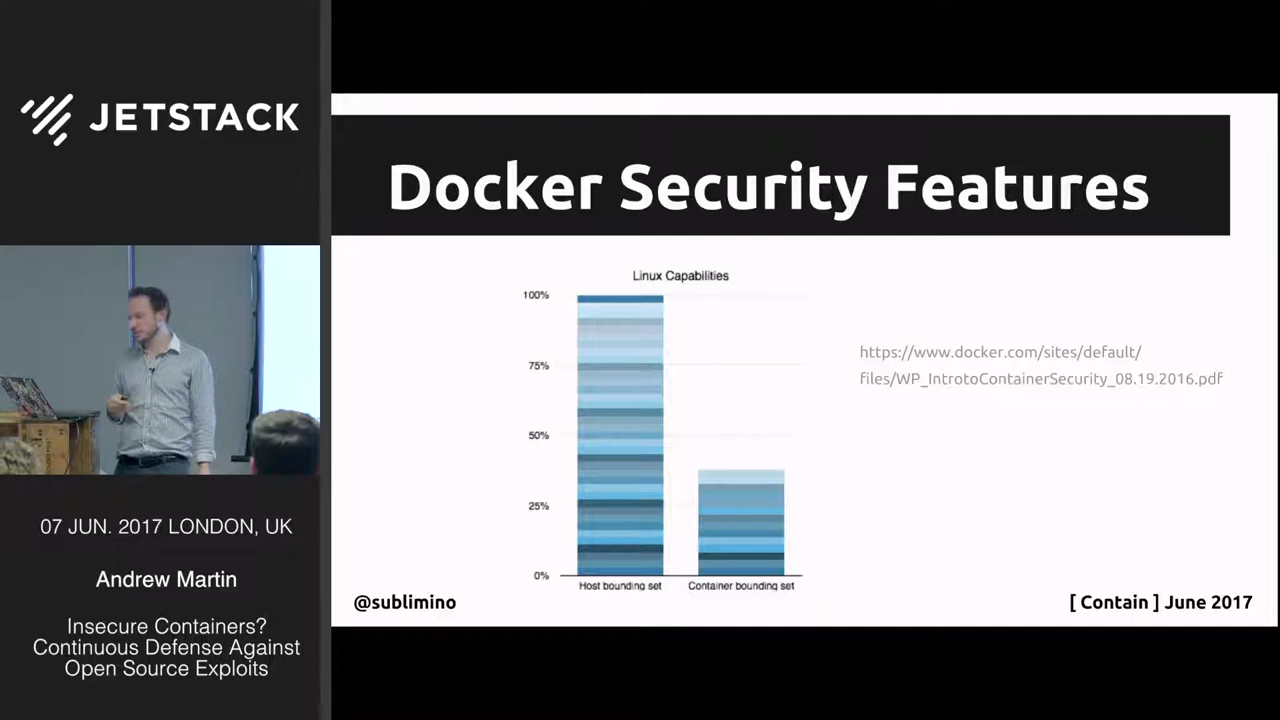 JETSTACK
07 JUN. 2017 LONDON, UK
Andrew Martin
Insecure Containers?
Continuous Defense Against
Open Source Exploits
Docker Security Features
Linux Capabilities
100%
75%
50%
25%
0%
Host bounding set
Container bounding set
https://www.docker.com/sites/default/
files/WP_IntrotoContainerSecurity_08.19.2016.pdf
@sublimino
[ Contain ] June 2017